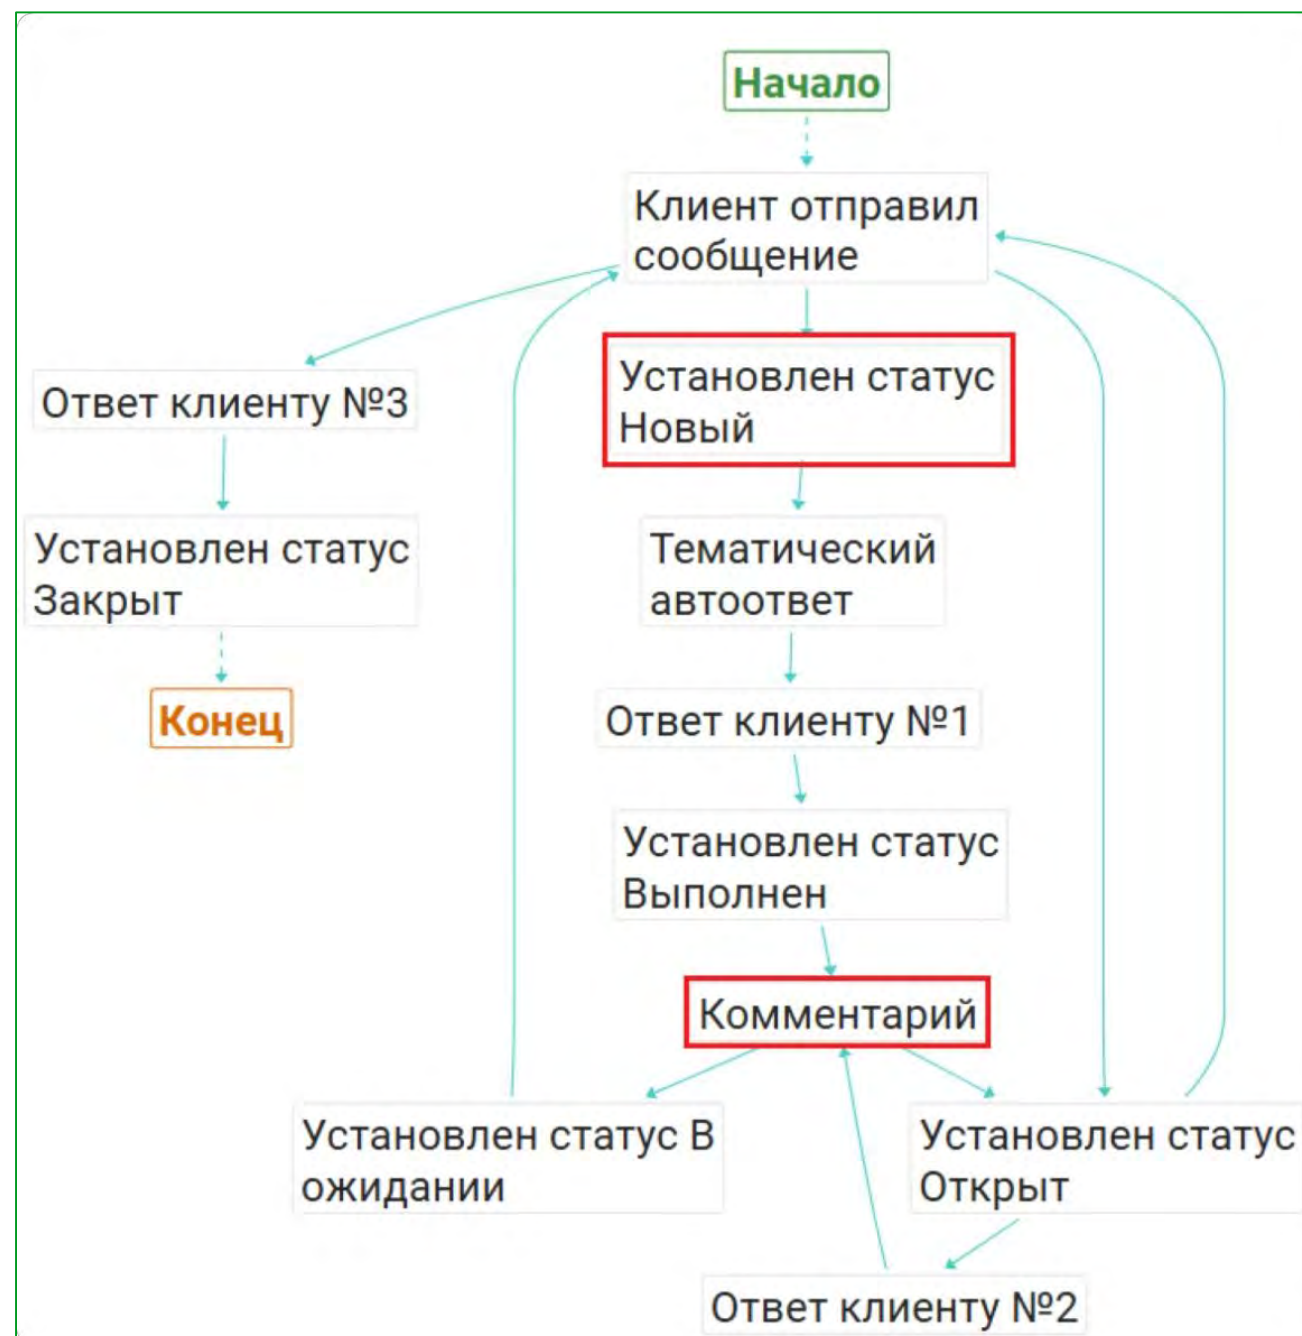 Начало
Клиент отправил
сообщение
Установлен статус
Новый
Ответ клиенту №3
Установлен статус
Закрыт
Тематический
автоответ
Конец
Ответ клиенту №1
Установлен статус
Выполнен
Комментарий
Установлен статус В
ожидании
Установлен статус
Открыт
Ответ клиенту №2